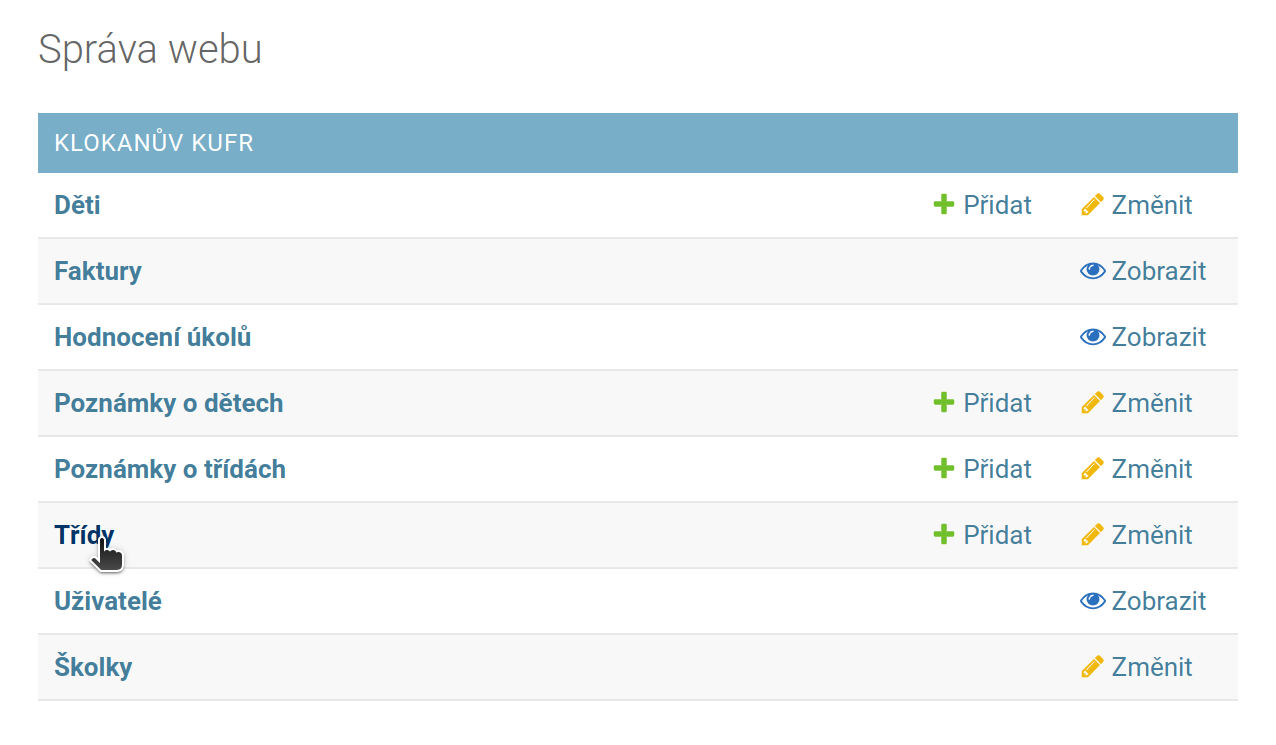 Správa webu
KLOKANŮV KUFR
Děti Přidat Změnit
Faktury Zobrazit
Hodnocení úkolů Zobrazit
Poznámky o dětech Přidat Změnit
Poznámky o třídách Přidat Změnit
Třídy Přidat Změnit
Uživatelé Zobrazit
Školky Změnit